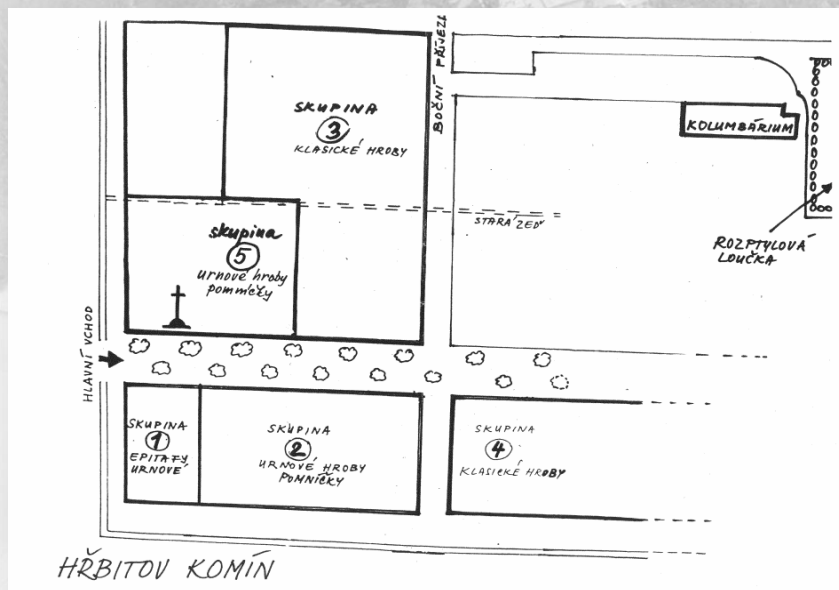 SKUPINA
3
KLASICKÉ HROBY
BOČNÍ PŘÍJEZD
KOLUMBÁRIUM
STARÁ ZEĎ
ROZPTYLOVÁ
LOUČKA
skupina
5
urnové hroby
pomníčky
HLAVNÍ VCHOD
SKUPINA
1
EPITAFY
URNOVÉ
SKUPINA
2
URNOVÉ HROBY
POMNÍČKY
SKUPINA
4
KLASICKÉ HROBY
HŘBITOV KOMÍN